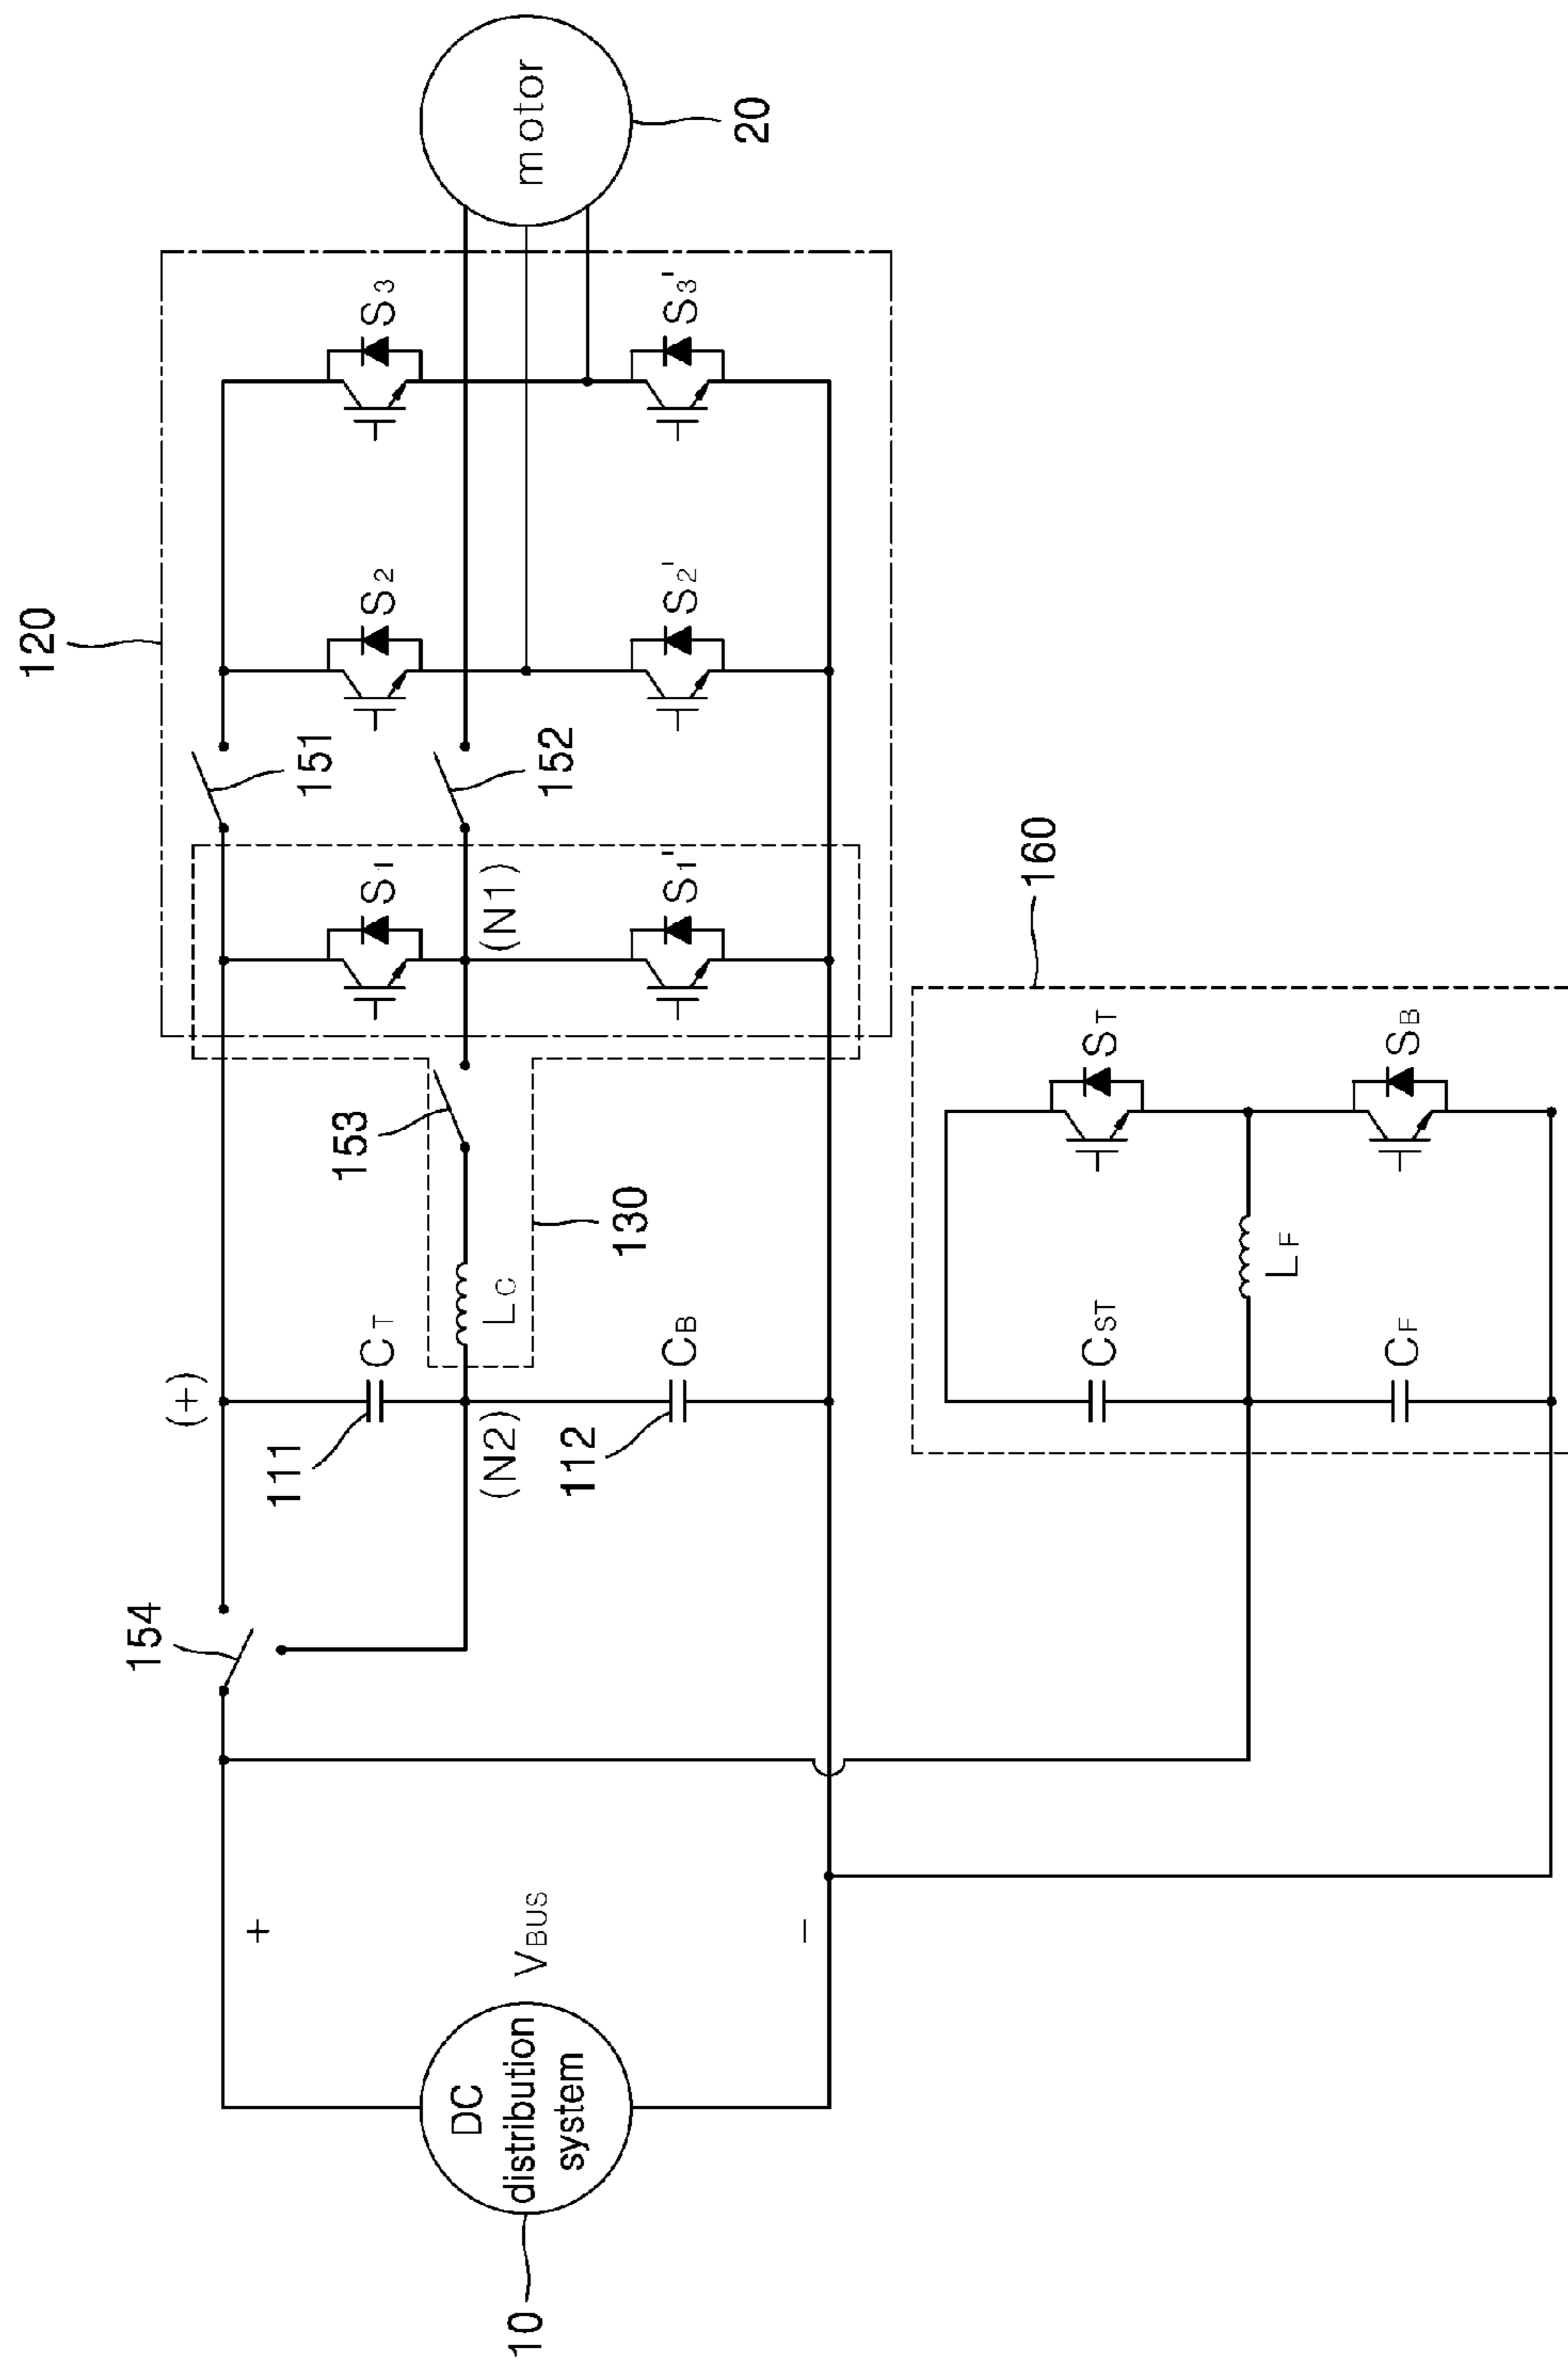 120
151
S1
S2
S3
motor
20
152
(N1)
S1'
S2'
S3'
154
(+)
111
CT
153
LC
130
(N2)
112
CB
+
VBUS
−
DC
distribution
system
10
160
CST
ST
LF
CF
SB